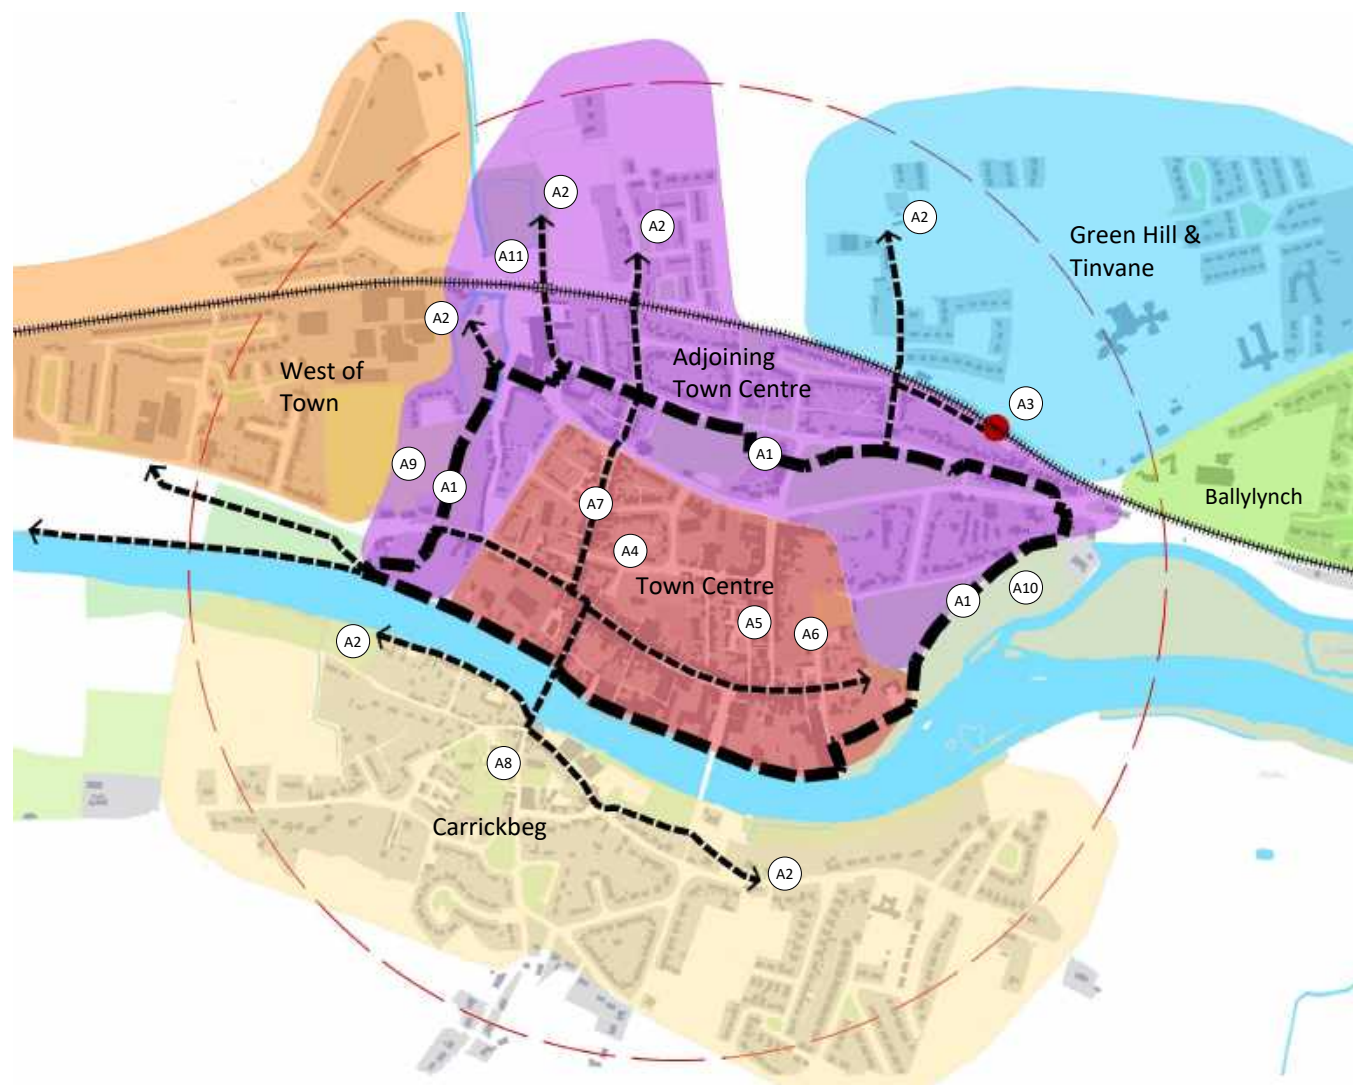 A2
A2
A2
Green Hill &
Tinvane
A11
A2
Adjoining
Town Centre
West of
Town
A3
A1
A9
A1
Ballylynch
A7
A4
Town Centre
A10
A1
A5
A6
A2
A8
Carrickbeg
A2